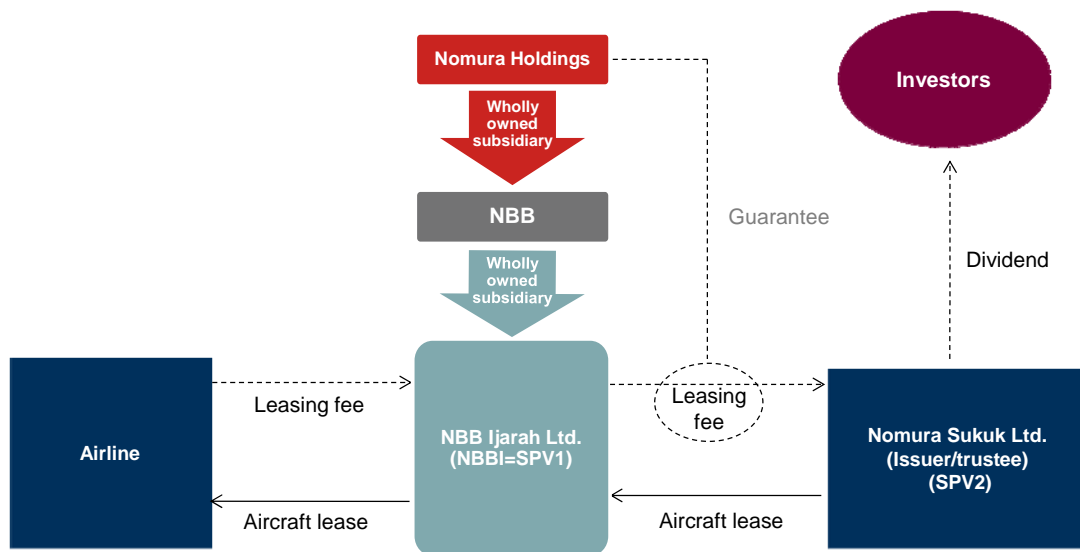 Nomura Holdings
Investors
Wholly
owned
subsidiary
NBB
Guarantee
Wholly
owned
subsidiary
Dividend
Airline
Leasing fee
NBB Ijarah Ltd.
(NBBI=SPV1)
Leasing
fee
Nomura Sukuk Ltd.
(Issuer/trustee)
(SPV2)
Aircraft lease
Aircraft lease